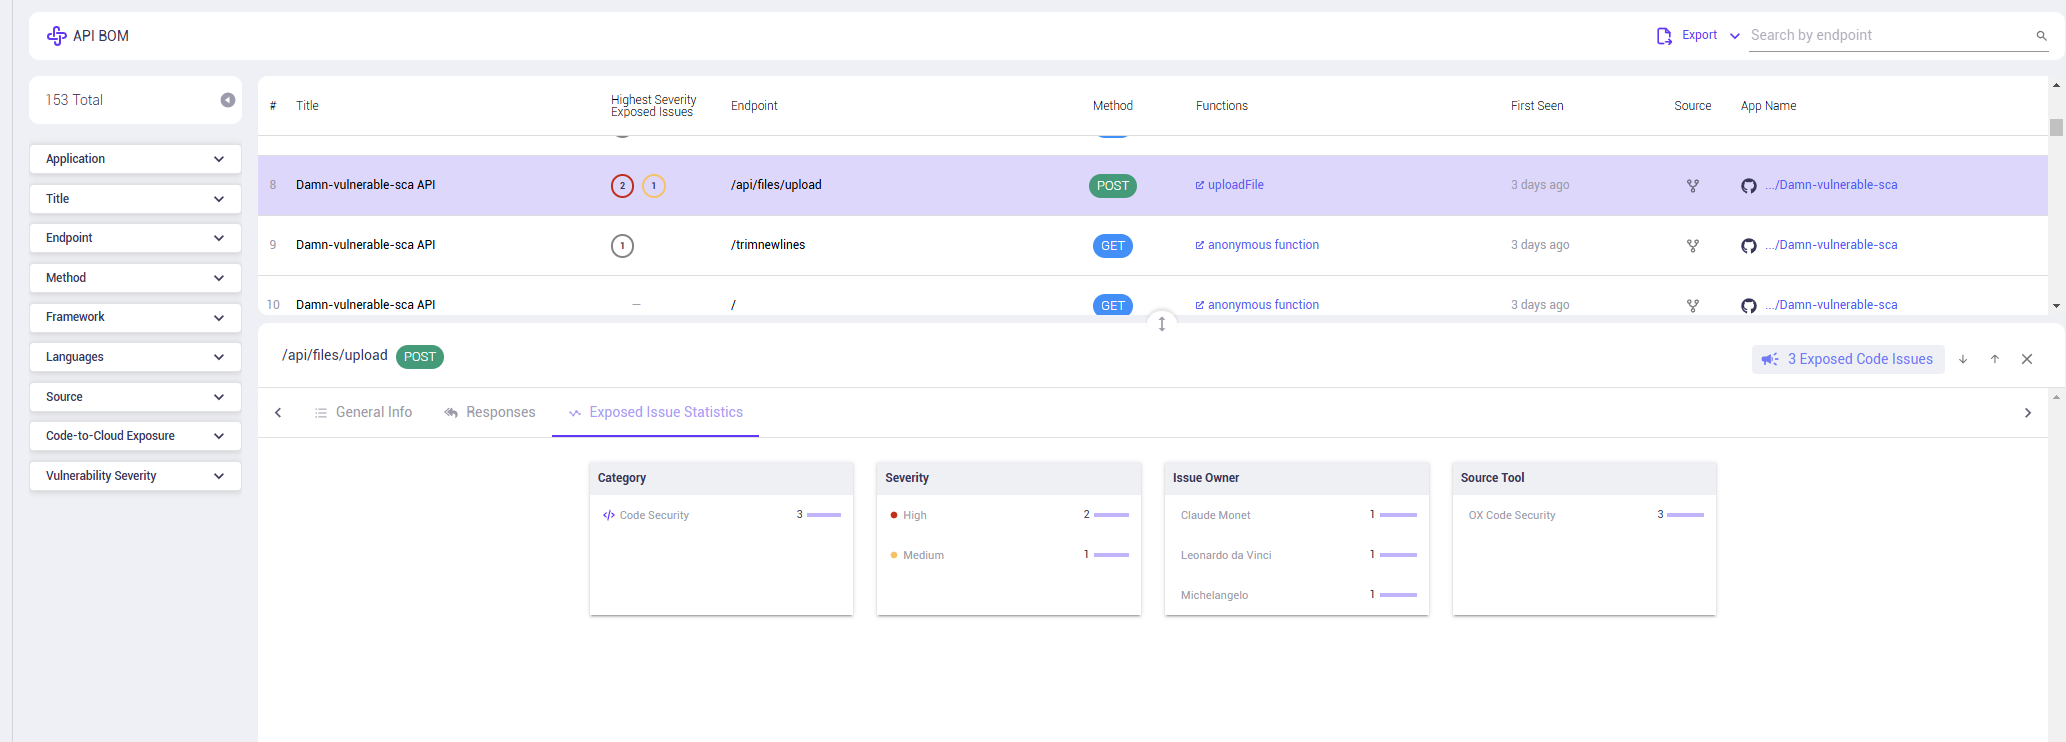 API BOM
Export
Search by endpoint
153 Total
Application
Title
Endpoint
Method
Framework
Languages
Source
Code-to-Cloud Exposure
Vulnerability Severity
# Title Highest Severity Exposed Issues Endpoint Method Functions First Seen Source App Name
8 Damn-vulnerable-sca API 2 1 /api/files/upload POST uploadFile 3 days ago .../Damn-vulnerable-sca
9 Damn-vulnerable-sca API 1 /trimnewlines GET anonymous function 3 days ago .../Damn-vulnerable-sca
10 Damn-vulnerable-sca API — / GET anonymous function 3 days ago .../Damn-vulnerable-sca
/api/files/upload POST 3 Exposed Code Issues
General Info Responses Exposed Issue Statistics
Category
Code Security 3
Severity
High 2
Medium 1
Issue Owner
Claude Monet 1
Leonardo da Vinci 1
Michelangelo 1
Source Tool
OX Code Security 3